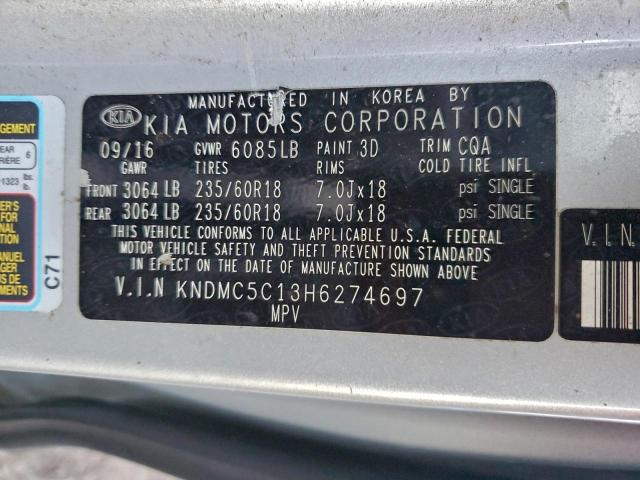 MANUFACTURED IN KOREA BY
KIA KIA MOTORS CORPORATION
09/16 GVWR 6085LB PAINT 3D TRIM CQA
GAWR TIRES RIMS COLD TIRE INFL
FRONT 3064 LB 235/60R18 7.0Jx18 psi SINGLE
REAR 3064 LB 235/60R18 7.0Jx18 psi SINGLE
THIS VEHICLE CONFORMS TO ALL APPLICABLE U.S.A. FEDERAL
MOTOR VEHICLE SAFETY AND THEFT PREVENTION STANDARDS
IN EFFECT ON THE DATE OF MANUFACTURE SHOWN ABOVE.
V.I.N KNDMC5C13H6274697
MPV
C71
V.I.N